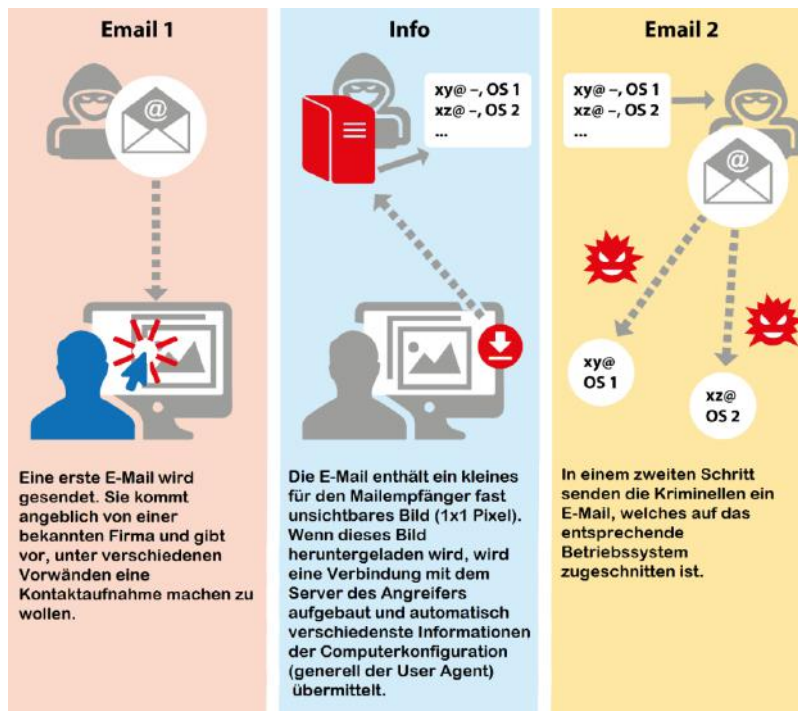 Email 1
@
Eine erste E-Mail wird
gesendet. Sie kommt
angeblich von einer
bekannten Firma und gibt
vor, unter verschiedenen
Vorwänden eine
Kontaktaufnahme machen zu
wollen.
Info
xy@ –, OS 1
xz@ –, OS 2
...
Die E-Mail enthält ein kleines
für den Mailempfänger fast
unsichtbares Bild (1x1 Pixel).
Wenn dieses Bild
heruntergeladen wird, wird
eine Verbindung mit dem
Server des Angreifers
aufgebaut und automatisch
verschiedenste Informationen
der Computerkonfiguration
(generell der User Agent)
übermittelt.
Email 2
xy@ –, OS 1
xz@ –, OS 2
...
@
xy@
OS 1
xz@
OS 2
In einem zweiten Schritt
senden die Kriminellen ein
E-Mail, welches auf das
entsprechende
Betriebssystem
zugeschnitten ist.